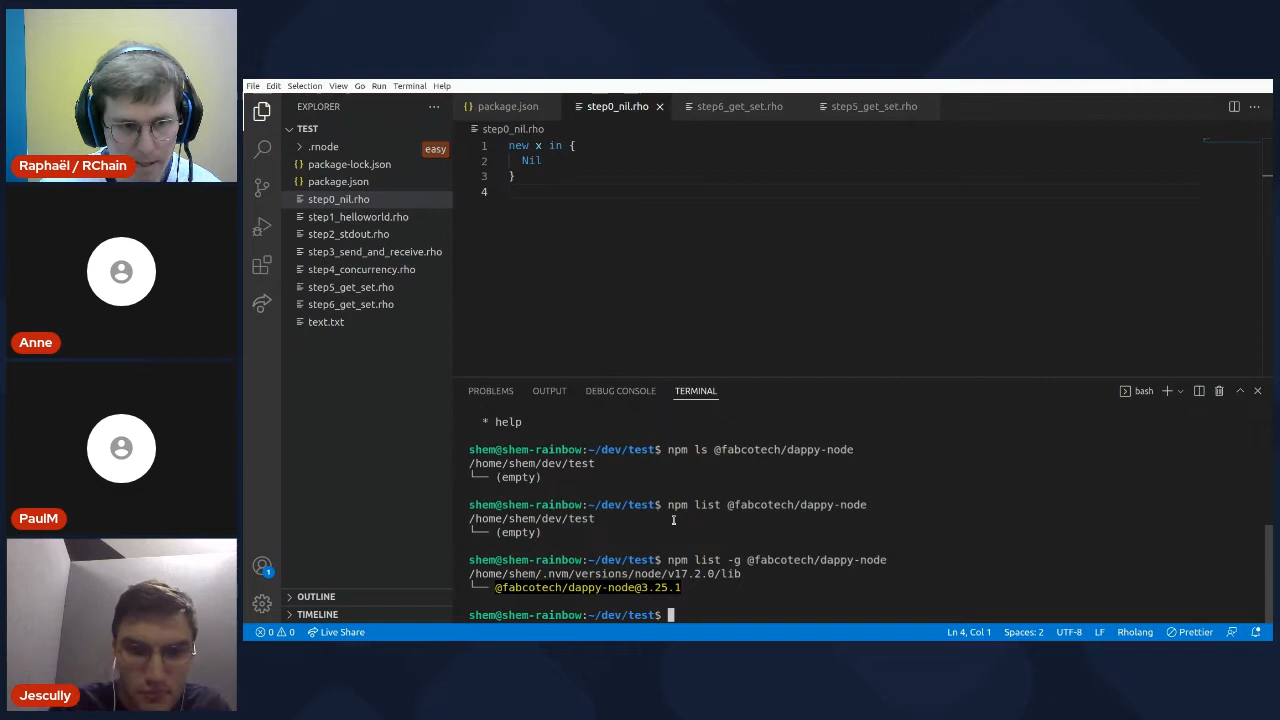 Raphaël / RChain
Anne
PaulM
Jescully
File Edit Selection View Go Run Terminal Help
EXPLORER
TEST
.rnode
easy
package-lock.json
package.json
step0_nil.rho
step1_helloworld.rho
step2_stdout.rho
step3_send_and_receive.rho
step4_concurrency.rho
step5_get_set.rho
step6_get_set.rho
text.txt
OUTLINE
TIMELINE
package.json step0_nil.rho step6_get_set.rho step5_get_set.rho
step0_nil.rho
1 new x in {
2 Nil
3 }
4
PROBLEMS OUTPUT DEBUG CONSOLE TERMINAL bash
* help
shem@shem-rainbow:~/dev/test$ npm ls @fabcotech/dappy-node
/home/shem/dev/test
└── (empty)
shem@shem-rainbow:~/dev/test$ npm list @fabcotech/dappy-node
/home/shem/dev/test
└── (empty)
shem@shem-rainbow:~/dev/test$ npm list -g @fabcotech/dappy-node
/home/shem/.nvm/versions/node/v17.2.0/lib
└── @fabcotech/dappy-node@3.25.1
shem@shem-rainbow:~/dev/test$
1
0 0 Live Share Ln 4, Col 1 Spaces: 2 UTF-8 LF Rholang Prettier